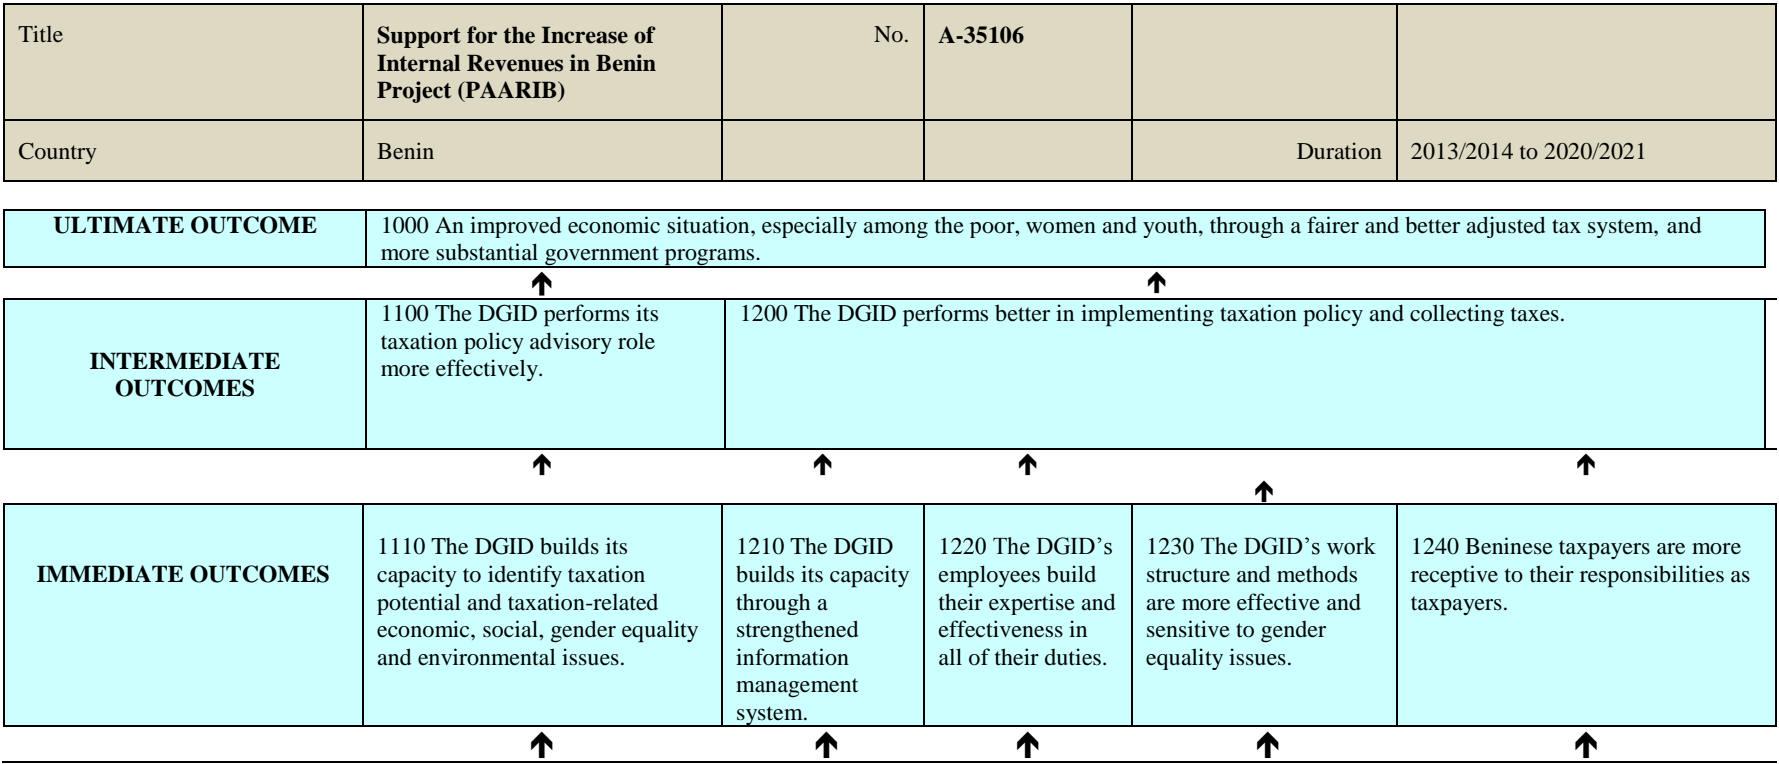 Title
Support for the Increase of
Internal Revenues in Benin
Project (PAARIB)
No.
A-35106
Country
Benin
Duration
2013/2014 to 2020/2021
ULTIMATE OUTCOME
1000 An improved economic situation, especially among the poor, women and youth, through a fairer and better adjusted tax system, and
more substantial government programs.
INTERMEDIATE
OUTCOMES
1100 The DGID performs its
taxation policy advisory role
more effectively.
1200 The DGID performs better in implementing taxation policy and collecting taxes.
IMMEDIATE OUTCOMES
1110 The DGID builds its
capacity to identify taxation
potential and taxation-related
economic, social, gender equality
and environmental issues.
1210 The DGID
builds its capacity
through a
strengthened
information
management
system.
1220 The DGID’s
employees build
their expertise and
effectiveness in
all of their duties.
1230 The DGID’s work
structure and methods
are more effective and
sensitive to gender
equality issues.
1240 Beninese taxpayers are more
receptive to their responsibilities as
taxpayers.